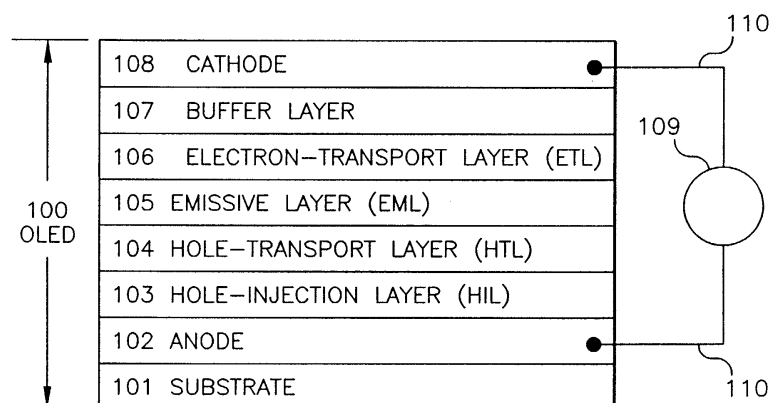 110
108 CATHODE
107 BUFFER LAYER
109
106 ELECTRON-TRANSPORT LAYER (ETL)
100
OLED
105 EMISSIVE LAYER (EML)
104 HOLE-TRANSPORT LAYER (HTL)
103 HOLE-INJECTION LAYER (HIL)
102 ANODE
101 SUBSTRATE
110